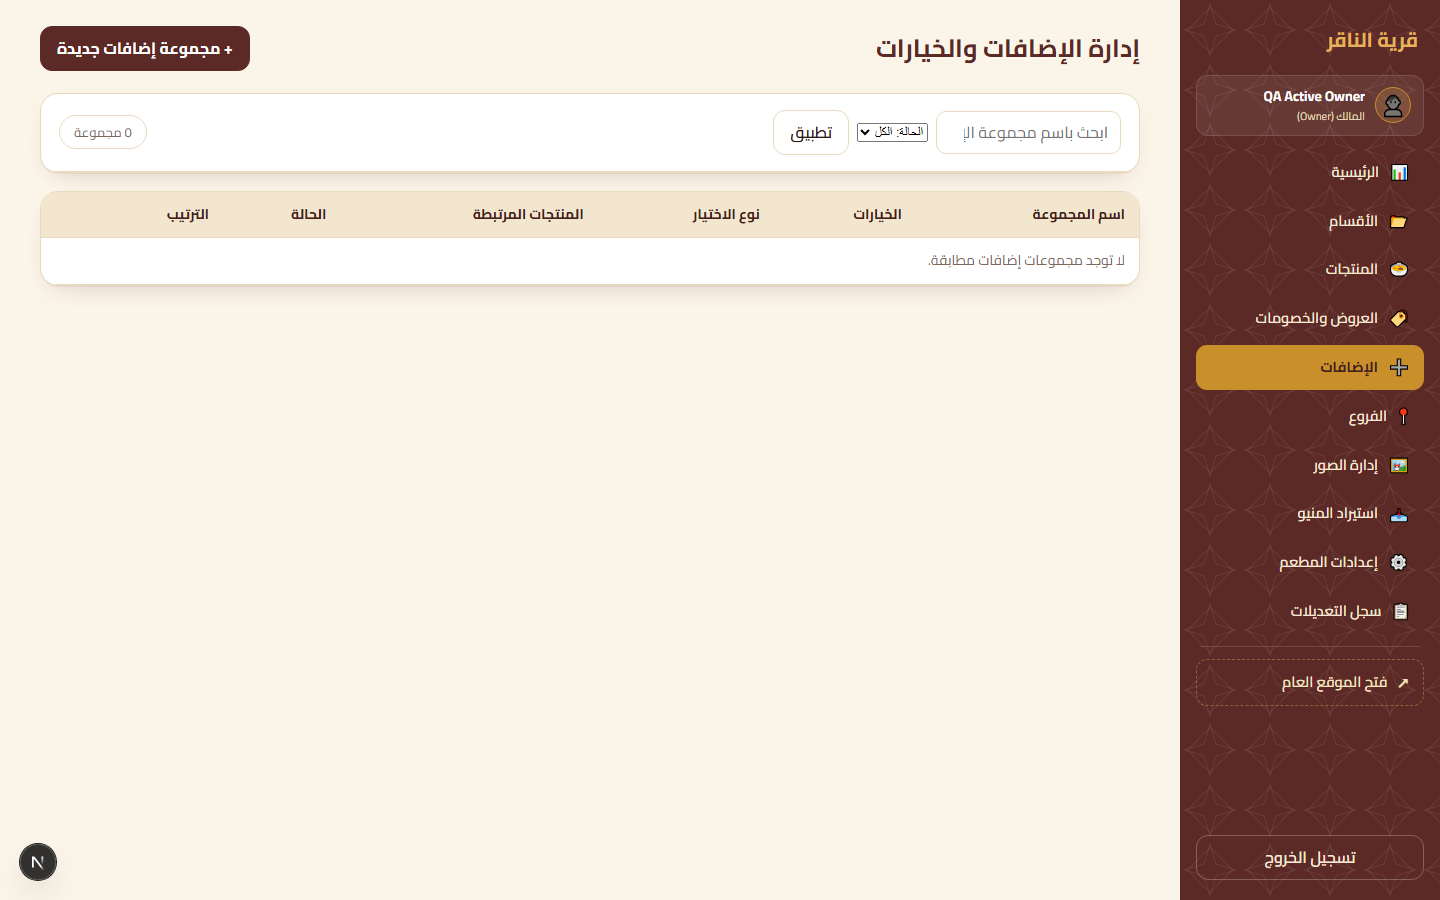 قرية الناقر
QA Active Owner
المالك (Owner)
الرئيسية
الأقسام
المنتجات
العروض والخصومات
الإضافات
الفروع
إدارة الصور
استيراد المنيو
إعدادات المطعم
سجل التعديلات
فتح الموقع العام ↗
تسجيل الخروج
إدارة الإضافات والخيارات
+ مجموعة إضافات جديدة
ابحث باسم مجموعة الإ
الحالة: الكل
تطبيق
0 مجموعة
اسم المجموعة الخيارات نوع الاختيار المنتجات المرتبطة الحالة الترتيب
لا توجد مجموعات إضافات مطابقة.
N